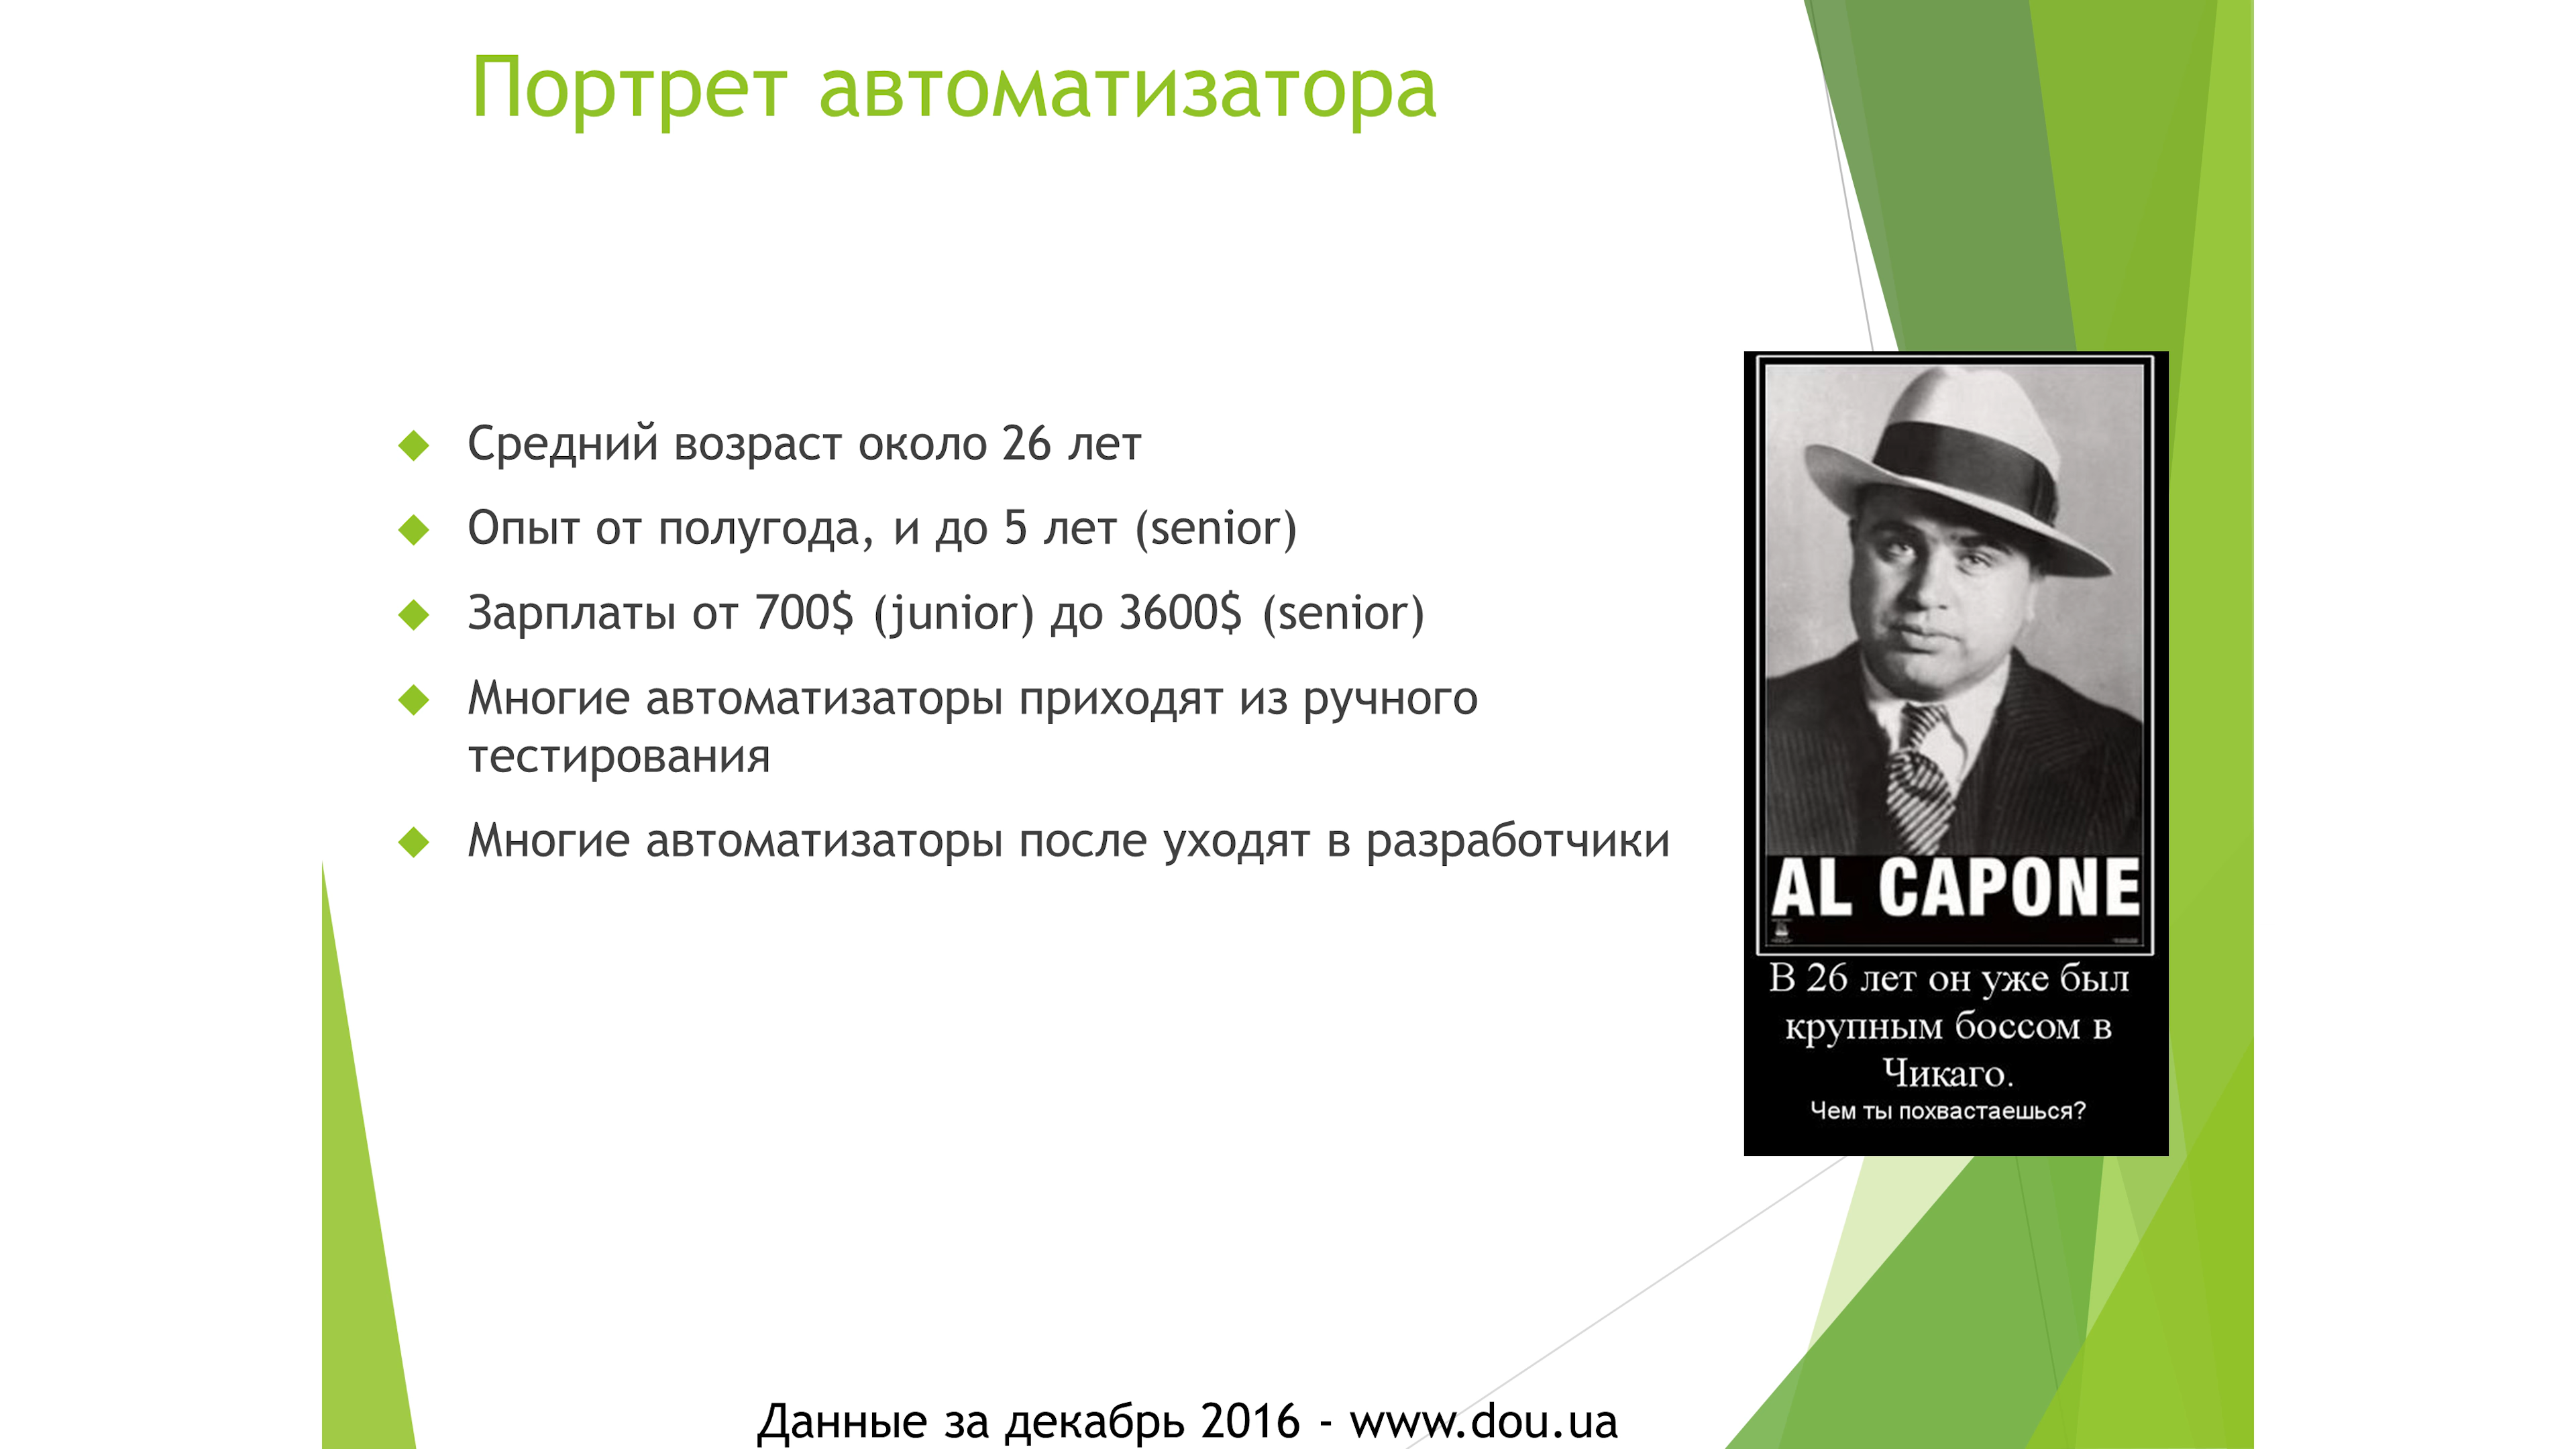 Портрет автоматизатора
Средний возраст около 26 лет
Опыт от полугода, и до 5 лет (senior)
Зарплаты от 700$ (junior) до 3600$ (senior)
Многие автоматизаторы приходят из ручного
тестирования
Многие автоматизаторы после уходят в разработчики
AL CAPONE
В 26 лет он уже был
крупным боссом в
Чикаго.
Чем ты похвастаешься?
Данные за декабрь 2016 - www.dou.ua